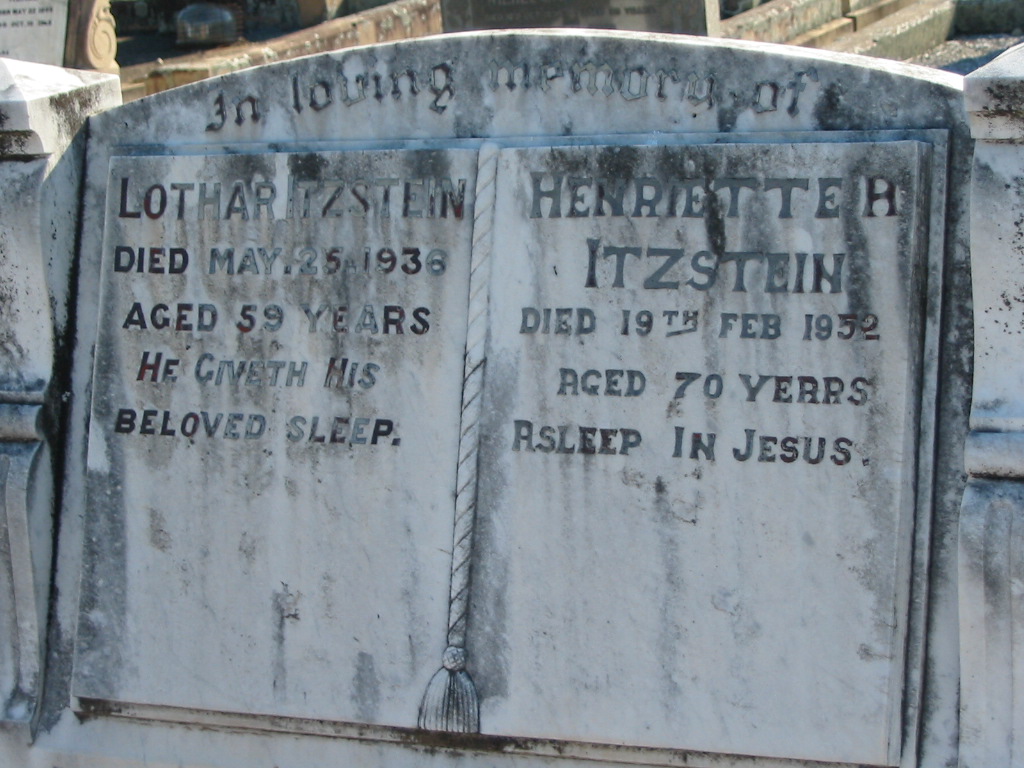 In loving memory of
LOTHAR ITZSTEIN
DIED MAY. 25. 1936
AGED 59 YEARS
HE GIVETH HIS
BELOVED SLEEP.
HENRIETTE H
ITZSTEIN
DIED 19TH FEB 1952
AGED 70 YEARS
ASLEEP IN JESUS.